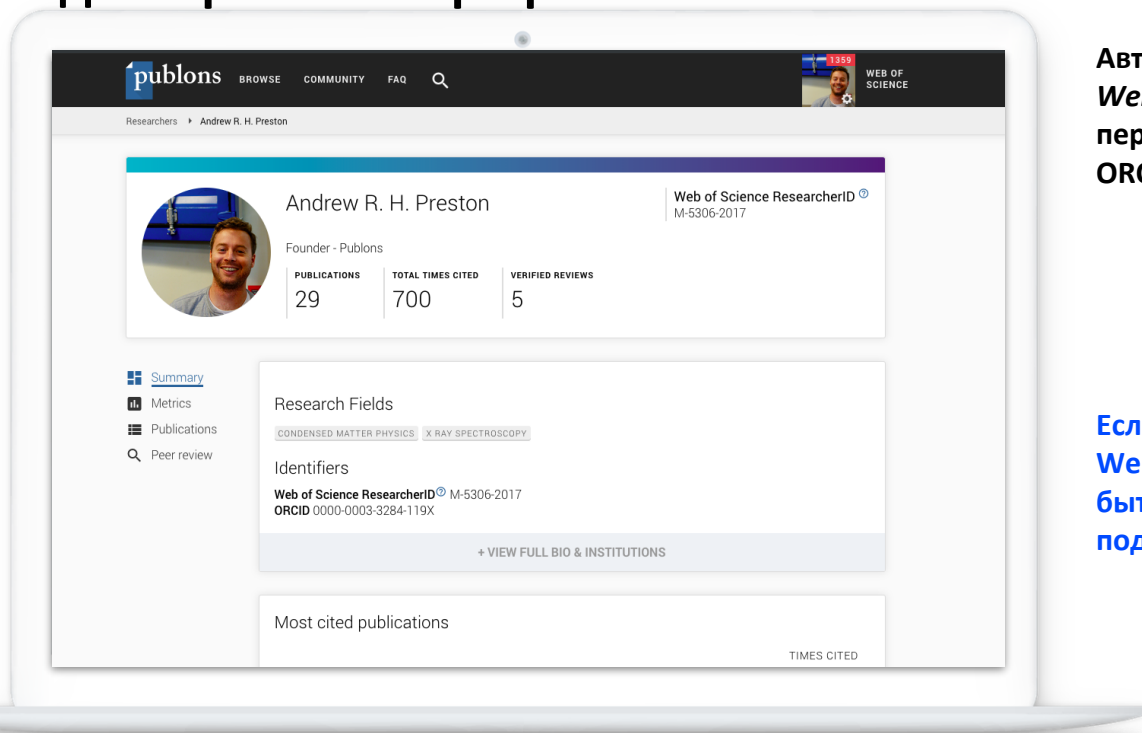 publons BROWSE COMMUNITY FAQ
1359
WEB OF
SCIENCE
Researchers Andrew R. H. Preston
Andrew R. H. Preston
Founder - Publons
PUBLICATIONS TOTAL TIMES CITED VERIFIED REVIEWS
29 700 5
Web of Science ResearcherID
M-5306-2017
Summary
Metrics
Publications
Peer review
Research Fields
CONDENSED MATTER PHYSICS X RAY SPECTROSCOPY
Identifiers
Web of Science ResearcherID M-5306-2017
ORCID 0000-0003-3284-119X
+ VIEW FULL BIO & INSTITUTIONS
Most cited publications
TIMES CITED